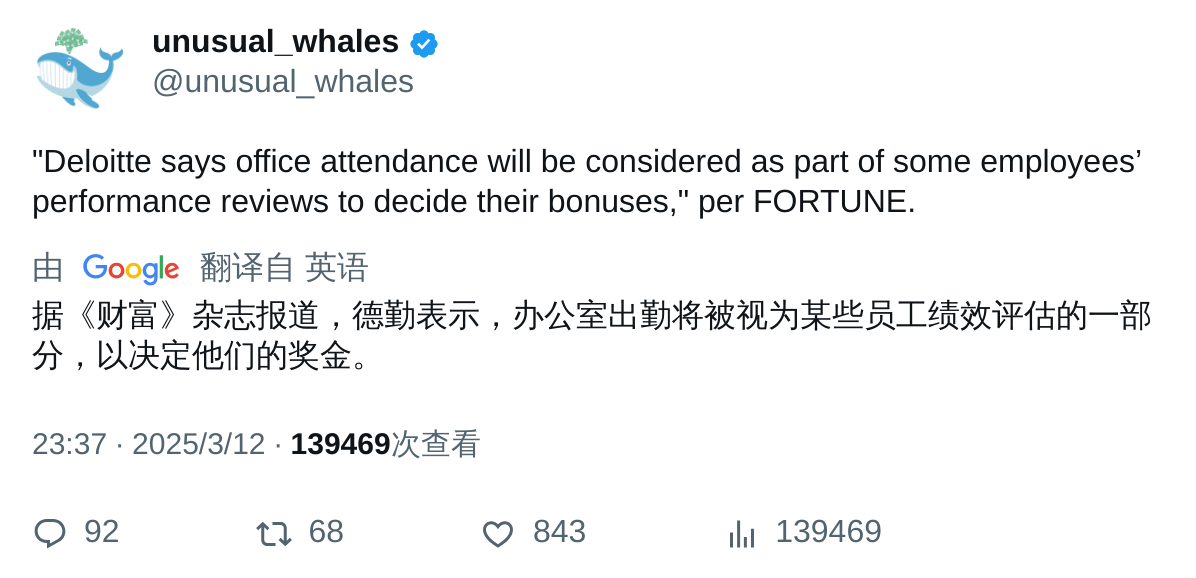 unusual_whales
@unusual_whales
"Deloitte says office attendance will be considered as part of some employees’
performance reviews to decide their bonuses," per FORTUNE.
由 Google 翻译自 英语
据《财富》杂志报道，德勤表示，办公室出勤将被视为某些员工绩效评估的一部
分，以决定他们的奖金。
23:37 · 2025/3/12 · 139469次查看
92 68 843 139469